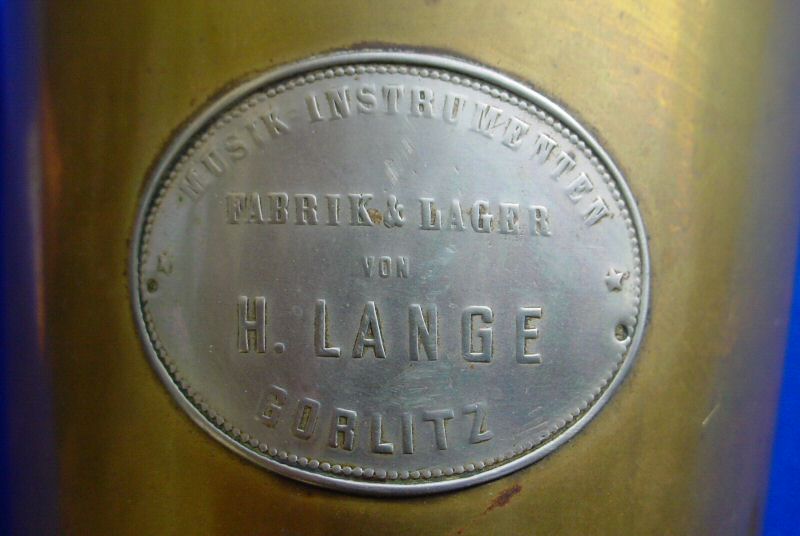 MUSIK-INSTRUMENTEN
FABRIK & LAGER
VON
H. LANGE
GÖRLITZ